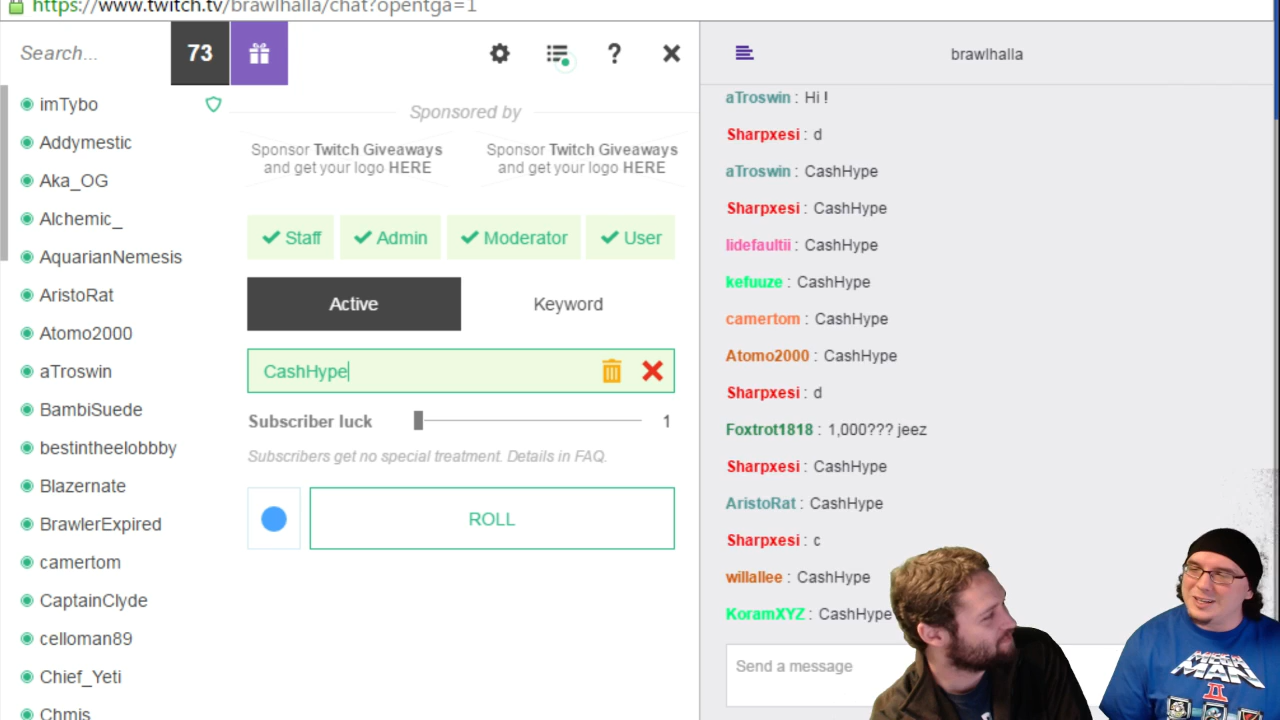 https://www.twitch.tv/brawlhalla/chat?opentga=1
Search...
73
?
brawlhalla
imTybo
Addymestic
Aka_OG
Alchemic_
AquarianNemesis
AristoRat
Atomo2000
aTroswin
BambiSuede
bestintheelobbby
Blazernate
BrawlerExpired
camertom
CaptainClyde
celloman89
Chief_Yeti
Chmis
Sponsored by
Sponsor Twitch Giveaways
and get your logo HERE
Sponsor Twitch Giveaways
and get your logo HERE
Staff
Admin
Moderator
User
Active
Keyword
CashHype
Subscriber luck
1
Subscribers get no special treatment. Details in FAQ.
ROLL
aTroswin : Hi !
Sharpxesi : d
aTroswin : CashHype
Sharpxesi : CashHype
lidefaultii : CashHype
kefuuze : CashHype
camertom : CashHype
Atomo2000 : CashHype
Sharpxesi : d
Foxtrot1818 : 1,000??? jeez
Sharpxesi : CashHype
AristoRat : CashHype
Sharpxesi : c
willallee : CashHype
KoramXYZ : CashHype
Send a message
MAN
II